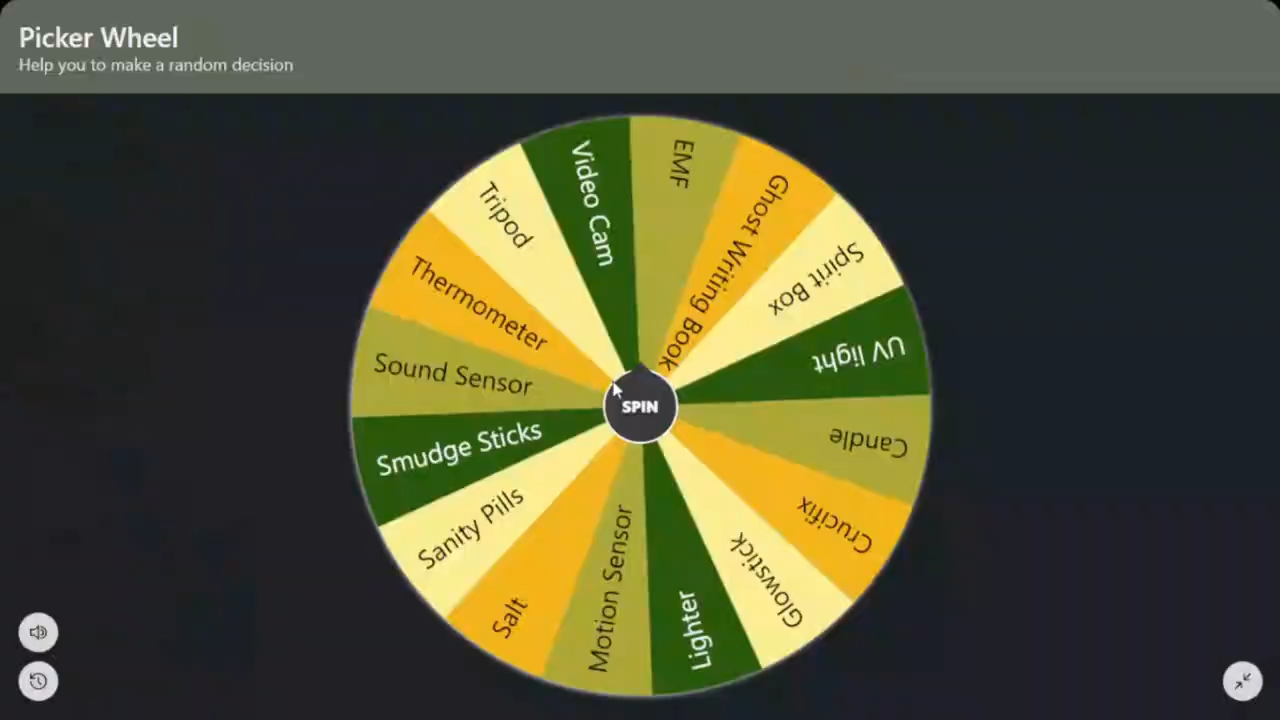 Picker Wheel
Help you to make a random decision
Video Cam
EMF
Ghost Writing Book
Spirit Box
UV light
Candle
Crucifix
Glowstick
Lighter
Motion Sensor
Salt
Sanity Pills
Smudge Sticks
Sound Sensor
Thermometer
Tripod
SPIN